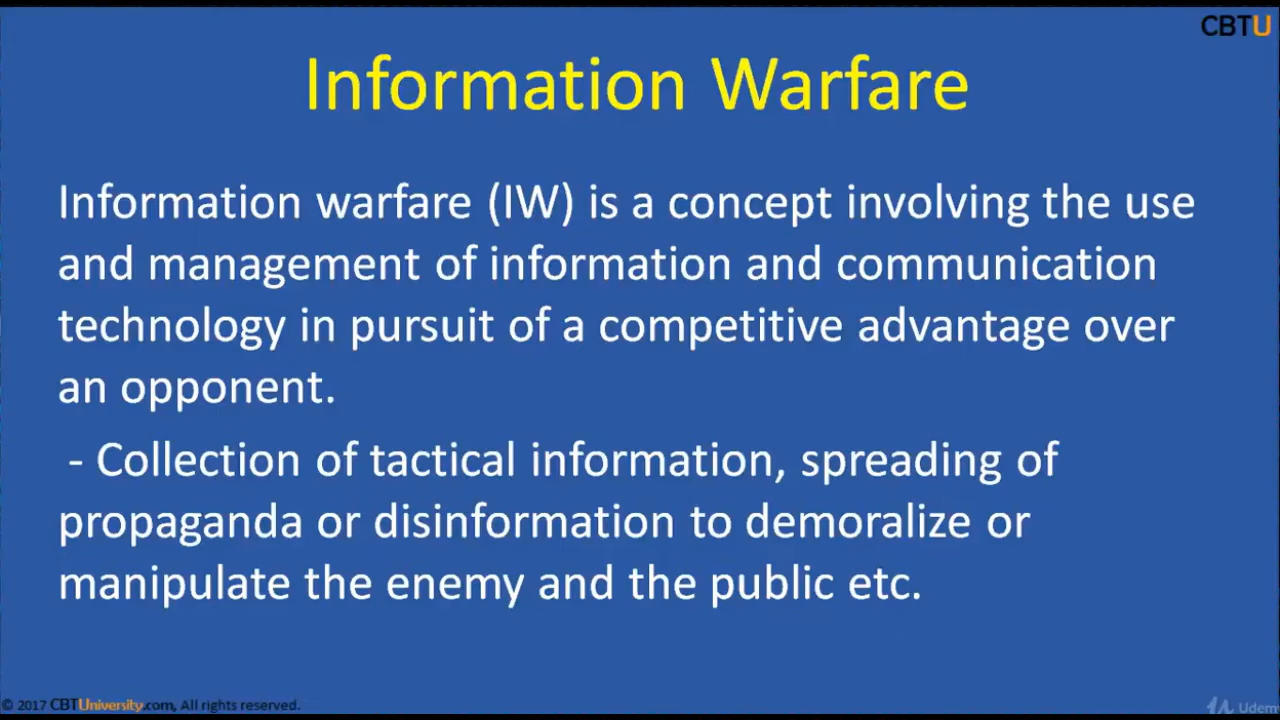 CBTU
Information Warfare
Information warfare (IW) is a concept involving the use
and management of information and communication
technology in pursuit of a competitive advantage over
an opponent.
- Collection of tactical information, spreading of
propaganda or disinformation to demoralize or
manipulate the enemy and the public etc.
© 2017 CBTUniversity.com, All rights reserved.
Udem